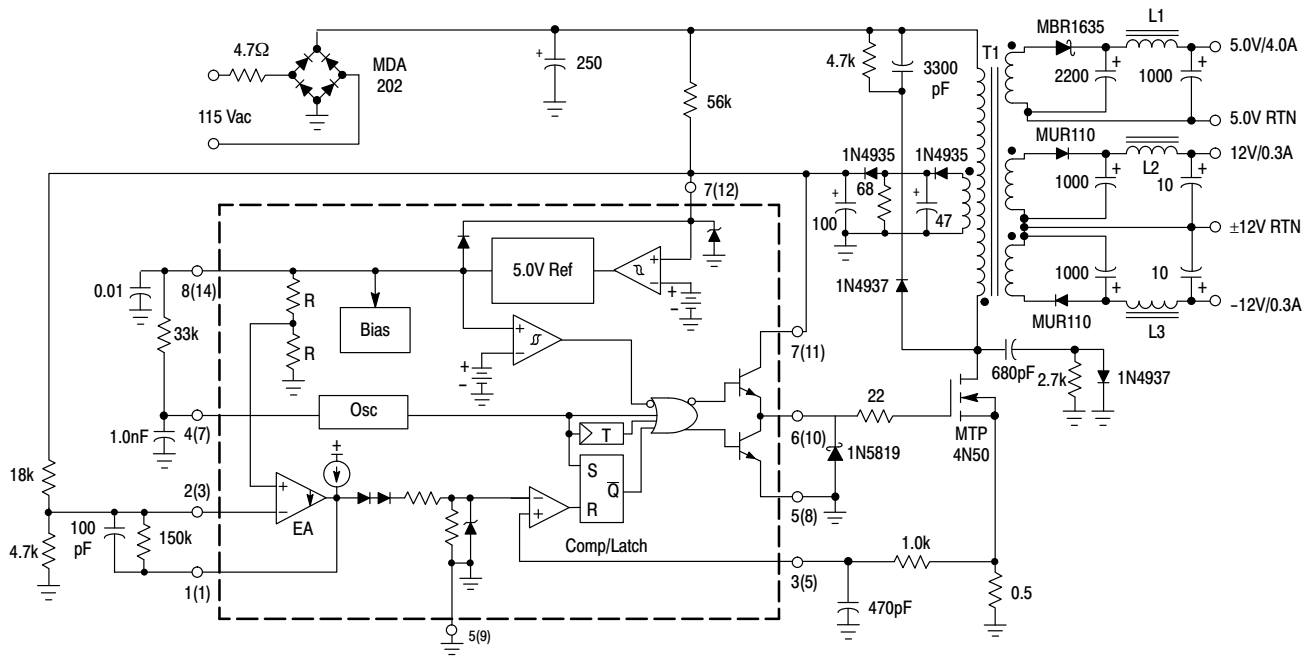 4.7Ω
MDA
202
115 Vac
+
250
56k
4.7k
3300
pF
T1
MBR1635
L1
5.0V/4.0A
2200
+
1000
+
5.0V RTN
MUR110
12V/0.3A
L2
1000
+
10
+
±12V RTN
1000
+
10
+
MUR110
L3
–12V/0.3A
1N4935
1N4935
68
+
100
+
47
1N4937
7(12)
5.0V Ref
+
–
+
–
0.01
8(14)
R
R
Bias
33k
+
–
+
–
7(11)
680pF
2.7k
1N4937
Osc
4(7)
1.0nF
T
22
6(10)
1N5819
MTP
4N50
18k
+
S
Q
R
2(3)
+
–
EA
–
+
5(8)
100
pF
150k
4.7k
Comp/Latch
1.0k
1(1)
3(5)
470pF
0.5
5(9)